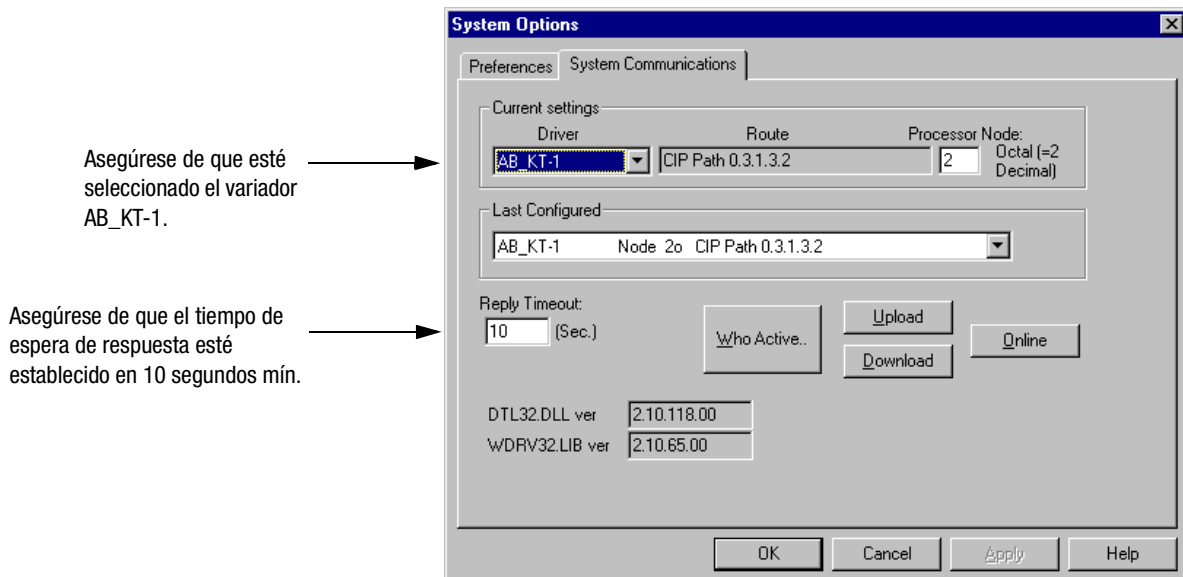 System Options
Preferences
System Communications
Current settings
Driver
Route
Processor Node:
AB_KT-1
CIP Path 0.3.1.3.2
2
Octal (=2
Decimal)
Asegúrese de que esté
seleccionado el variador
AB_KT-1.
Last Configured
AB_KT-1 Node 2o CIP Path 0.3.1.3.2
Asegúrese de que el tiempo de
espera de respuesta esté
establecido en 10 segundos mín.
Reply Timeout:
10 (Sec.)
Who Active..
Upload
Download
Online
DTL32.DLL ver 2.10.118.00
WDRV32.LIB ver 2.10.65.00
OK
Cancel
Apply
Help